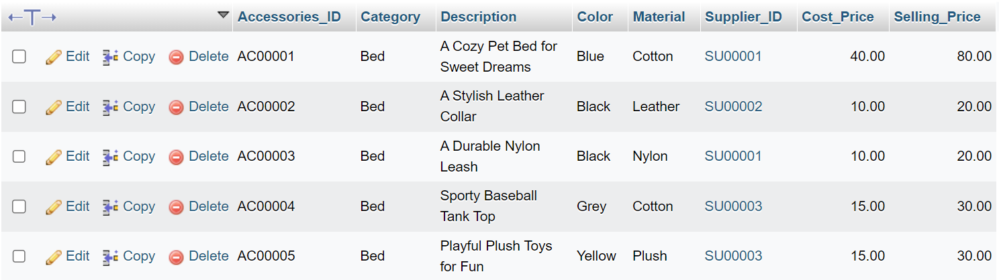 Accessories_ID Category Description Color Material Supplier_ID Cost_Price Selling_Price
Edit Copy Delete AC00001 Bed A Cozy Pet Bed for Blue Cotton SU00001 40.00 80.00
Sweet Dreams
Edit Copy Delete AC00002 Bed A Stylish Leather Black Leather SU00002 10.00 20.00
Collar
Edit Copy Delete AC00003 Bed A Durable Nylon Black Nylon SU00001 10.00 20.00
Leash
Edit Copy Delete AC00004 Bed Sporty Baseball Grey Cotton SU00003 15.00 30.00
Tank Top
Edit Copy Delete AC00005 Bed Playful Plush Toys Yellow Plush SU00003 15.00 30.00
for Fun